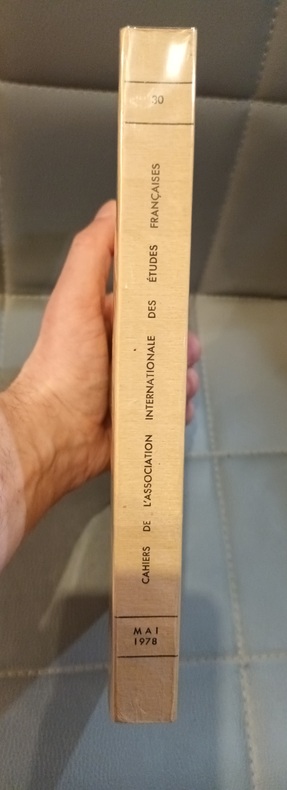 30
CAHIERS DE L'ASSOCIATION INTERNATIONALE DES ÉTUDES FRANÇAISES
MAI
1978